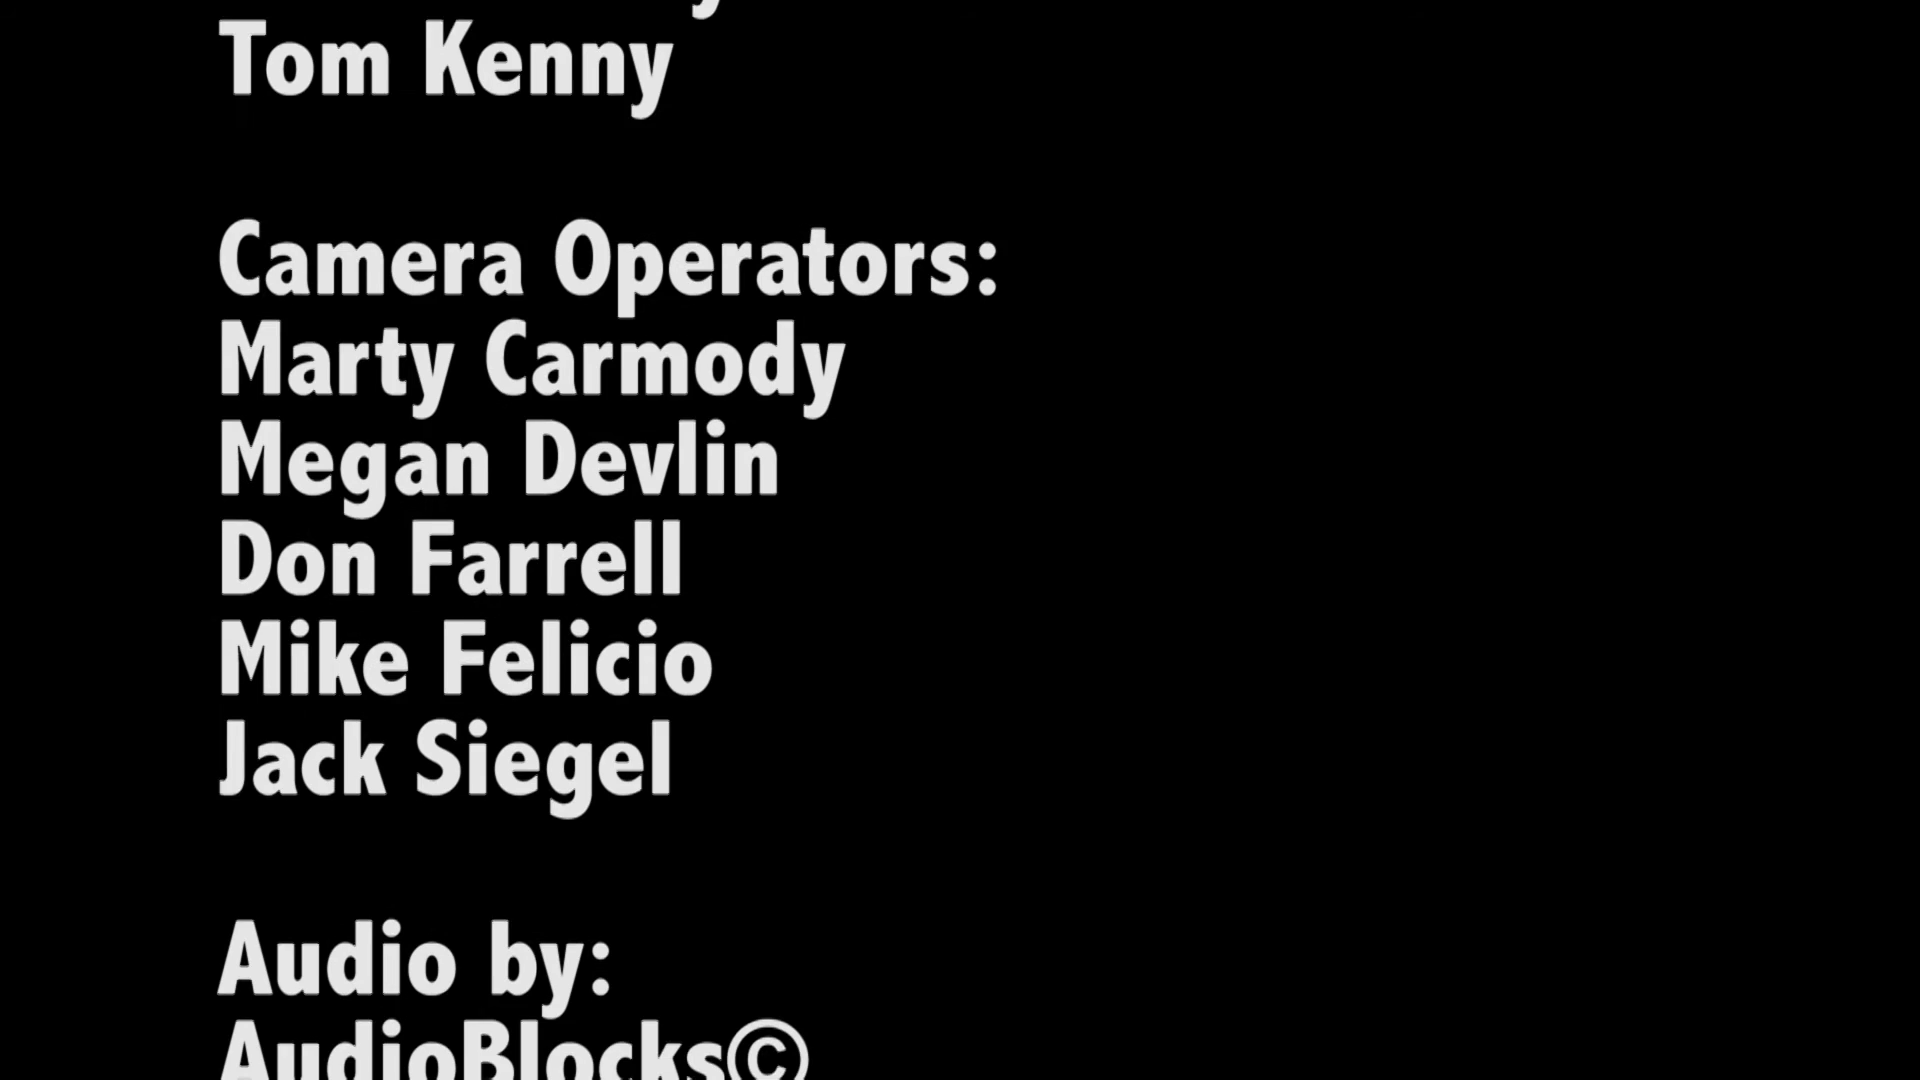 Tom Kenny
Camera Operators:
Marty Carmody
Megan Devlin
Don Farrell
Mike Felicio
Jack Siegel
Audio by:
AudioBlocks©